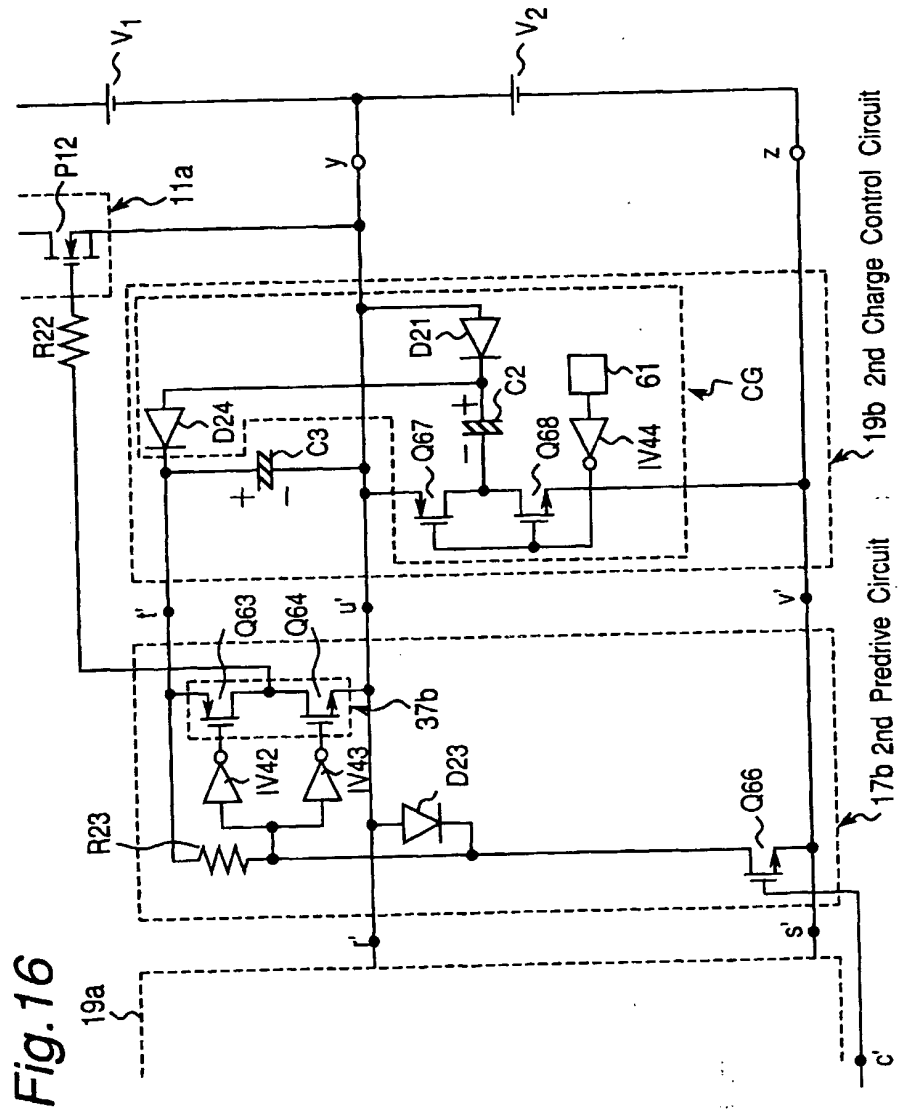 Fig.16
19a
R23
IV42
IV43
D23
Q63
Q64
37b
Q66
r'
s'
c'
t'
u'
v'
17b 2nd Predrive Circuit
R22
P12
11a
D24
C3
+
-
Q67
Q68
D21
+
-
C2
61
IV44
CG
19b 2nd Charge Control Circuit
y
z
V1
V2